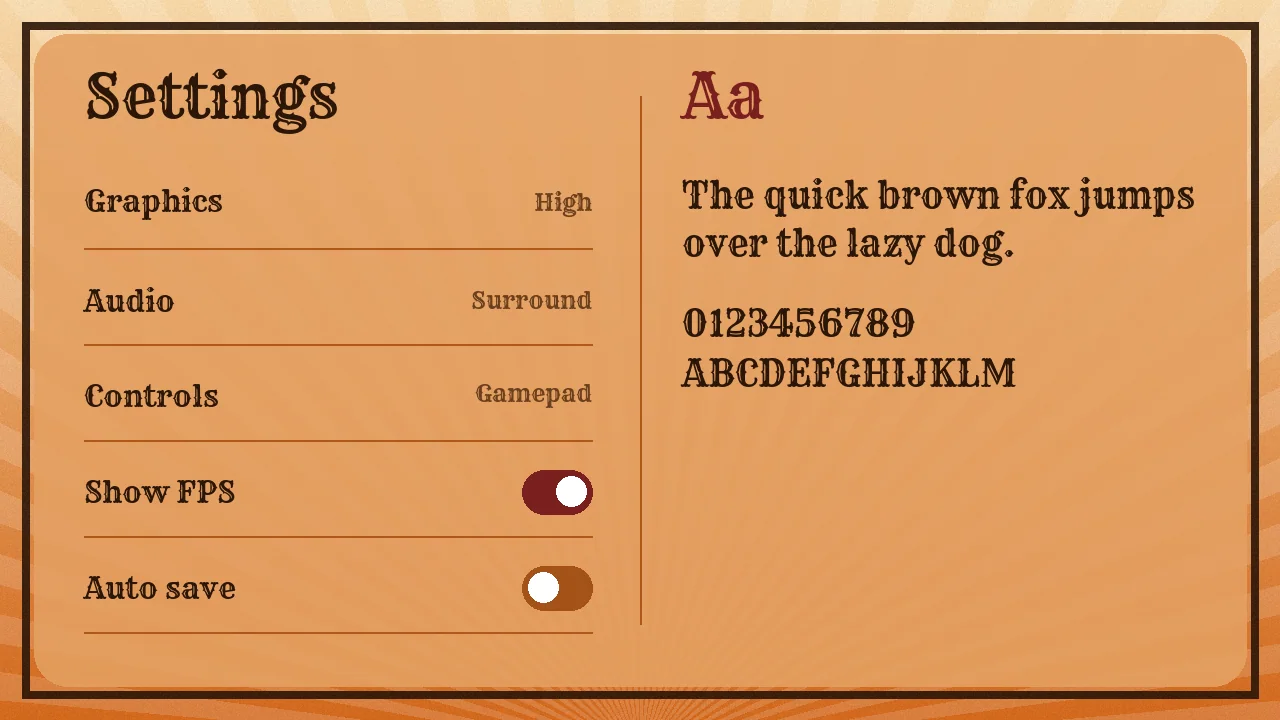 Settings
Graphics
High
Audio
Surround
Controls
Gamepad
Show FPS
Auto save
Aa
The quick brown fox jumps
over the lazy dog.
0123456789
ABCDEFGHIJKLM